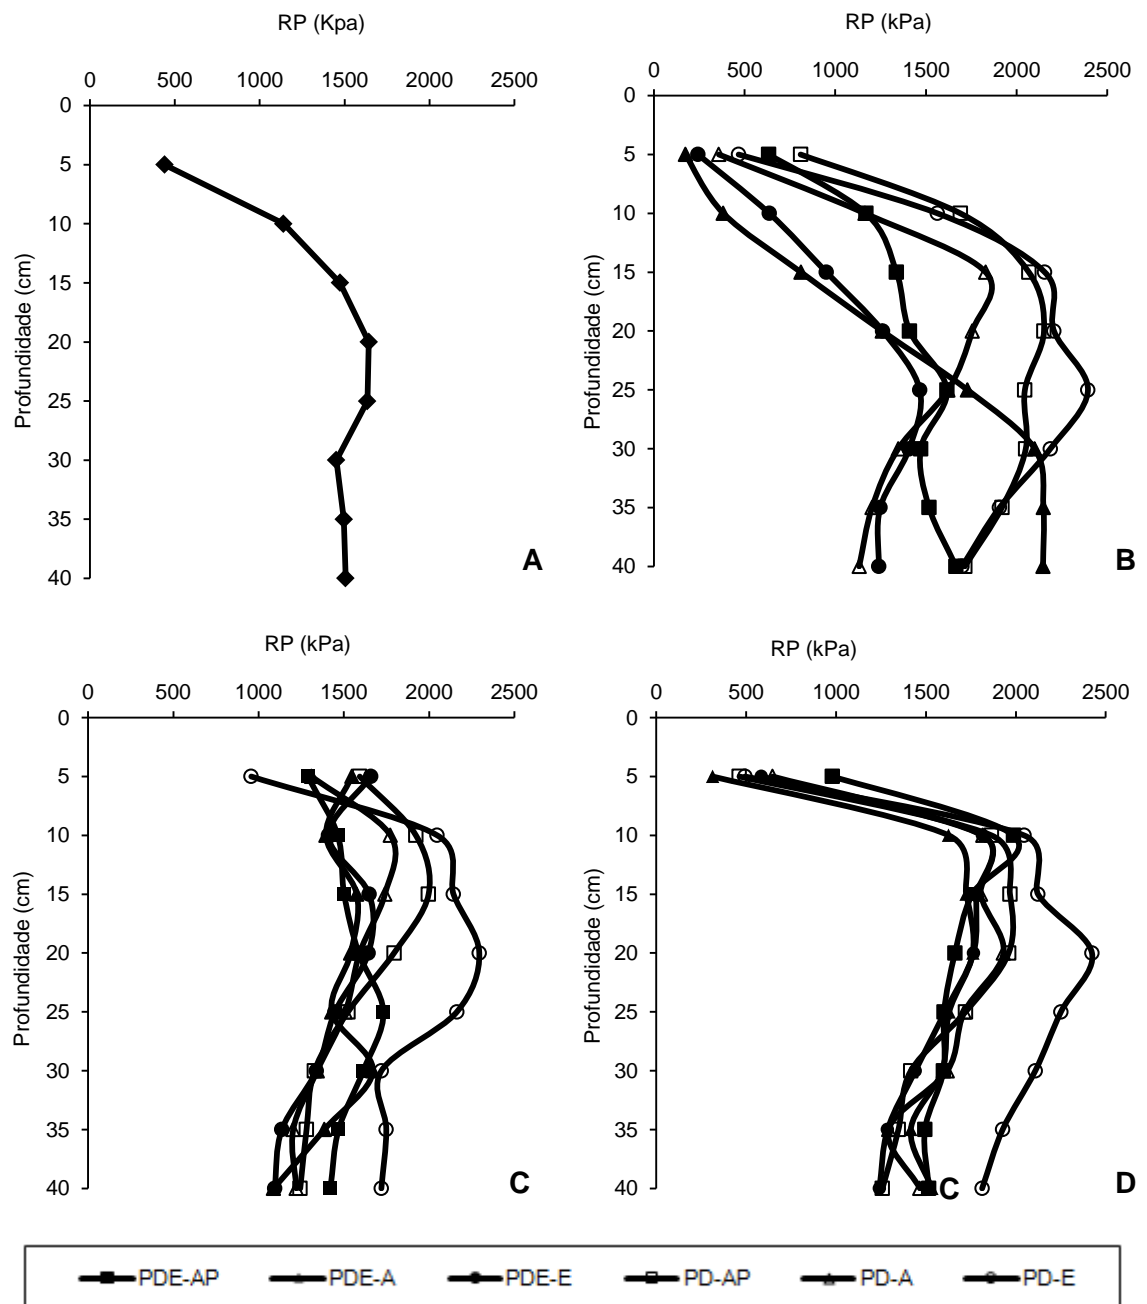 RP (Kpa)
0 500 1000 1500 2000 2500
0
5
10
15
20
25
30
35
40
Profundidade (cm)
A
RP (kPa)
0 500 1000 1500 2000 2500
0
5
10
15
20
25
30
35
40
Profundidade (cm)
B
RP (kPa)
0 500 1000 1500 2000 2500
0
5
10
15
20
25
30
35
40
Profundidade (cm)
C
RP (kPa)
0 500 1000 1500 2000 2500
0
5
10
15
20
25
30
35
40
Profundidade (cm)
C
D
PDE-AP PDE-A PDE-E PD-AP PD-A PD-E